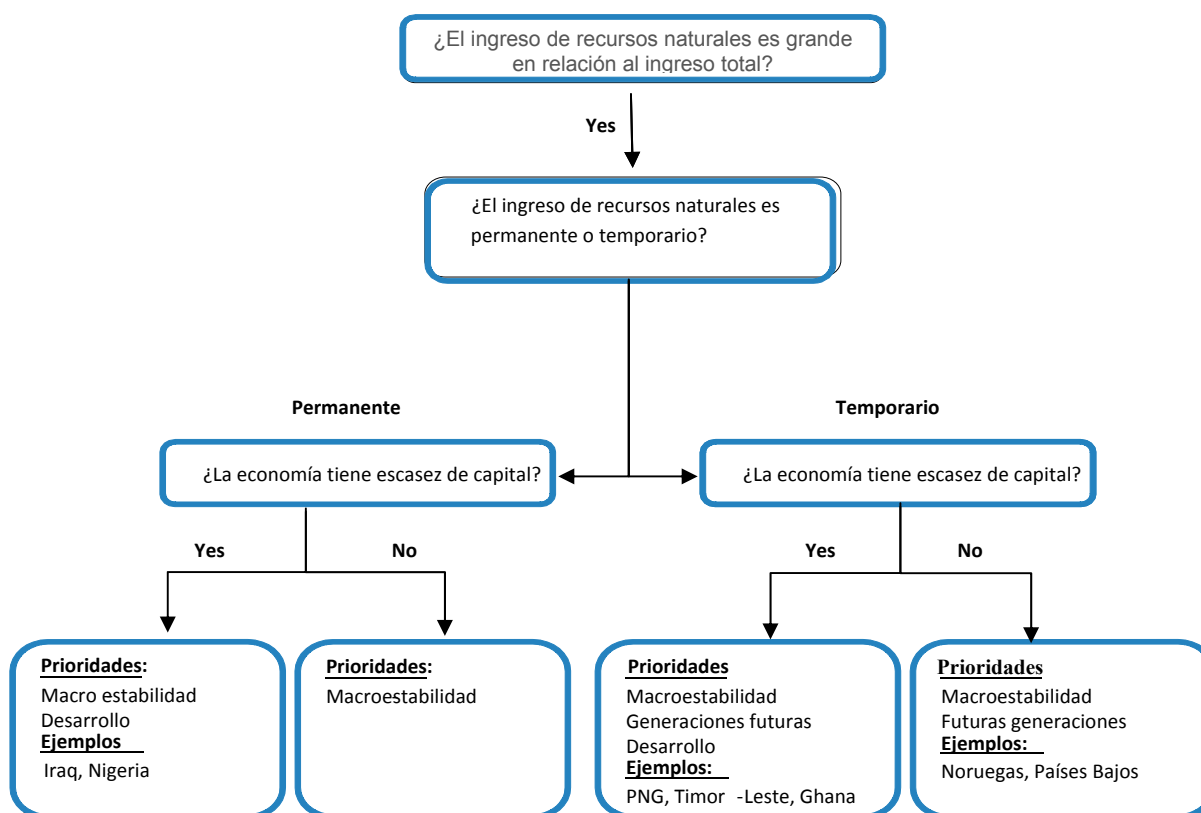 ¿El ingreso de recursos naturales es grande
en relación al ingreso total?
Yes
¿El ingreso de recursos naturales es
permanente o temporario?
Permanente
Temporario
¿La economía tiene escasez de capital?
¿La economía tiene escasez de capital?
Yes
No
Yes
No
Prioridades:
Macro estabilidad
Desarrollo
Ejemplos
Iraq, Nigeria
Prioridades:
Macroestabilidad
Prioridades
Macroestabilidad
Generaciones futuras
Desarrollo
Ejemplos:
PNG, Timor -Leste, Ghana
Prioridades
Macroestabilidad
Futuras generaciones
Ejemplos:
Noruegas, Países Bajos